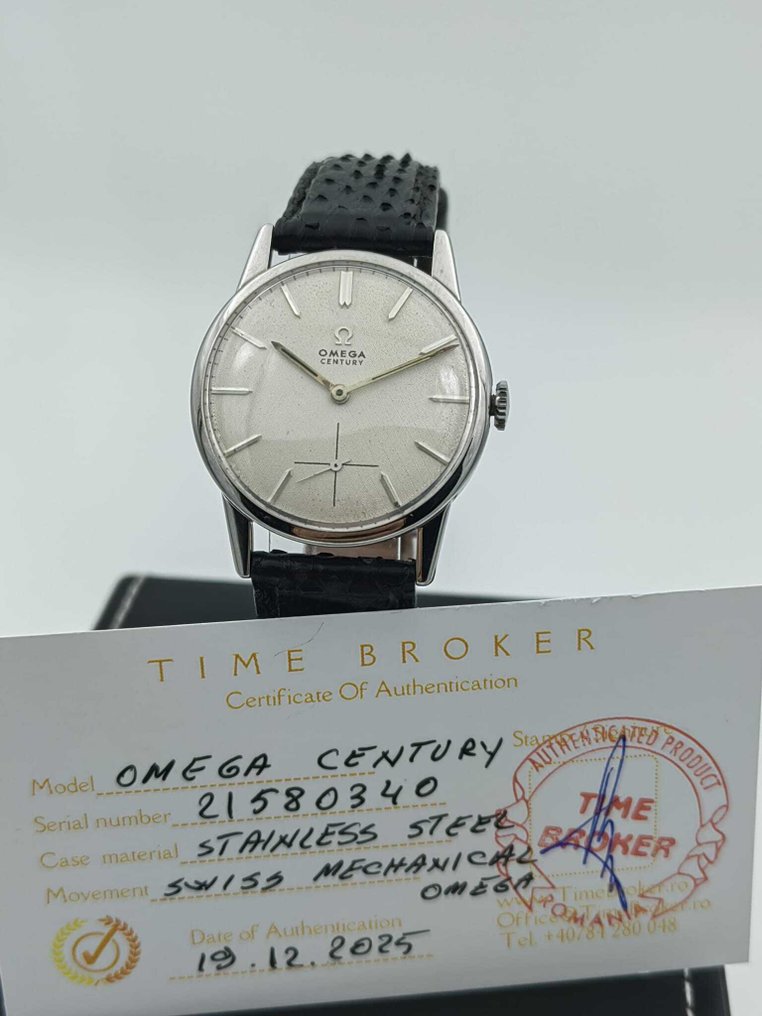 Ω
OMEGA
CENTURY
TIME BROKER
Certificate Of Authentication
Model OMEGA CENTURY
Serial number 21580340
Case material STAINLESS STEEL
Movement SWISS MECHANICAL
OMEGA
AUTHENTICATED PRODUCT
TIME
BROKER
ROMANIA
Tel. +40781 280 048
Date of Authentication
19.12.2025